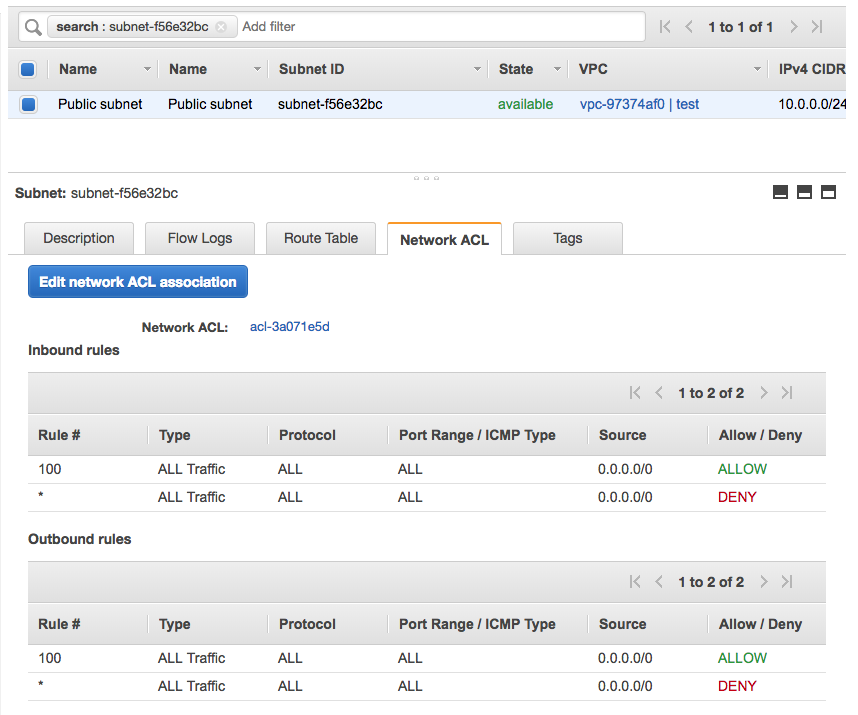 search : subnet-f56e32bc Add filter 1 to 1 of 1
Name Name Subnet ID State VPC IPv4 CIDR
Public subnet Public subnet subnet-f56e32bc available vpc-97374af0 | test 10.0.0.0/24
Subnet: subnet-f56e32bc
Description Flow Logs Route Table Network ACL Tags
Edit network ACL association
Network ACL: acl-3a071e5d
Inbound rules
1 to 2 of 2
Rule # Type Protocol Port Range / ICMP Type Source Allow / Deny
100 ALL Traffic ALL ALL 0.0.0.0/0 ALLOW
* ALL Traffic ALL ALL 0.0.0.0/0 DENY
Outbound rules
1 to 2 of 2
Rule # Type Protocol Port Range / ICMP Type Source Allow / Deny
100 ALL Traffic ALL ALL 0.0.0.0/0 ALLOW
* ALL Traffic ALL ALL 0.0.0.0/0 DENY